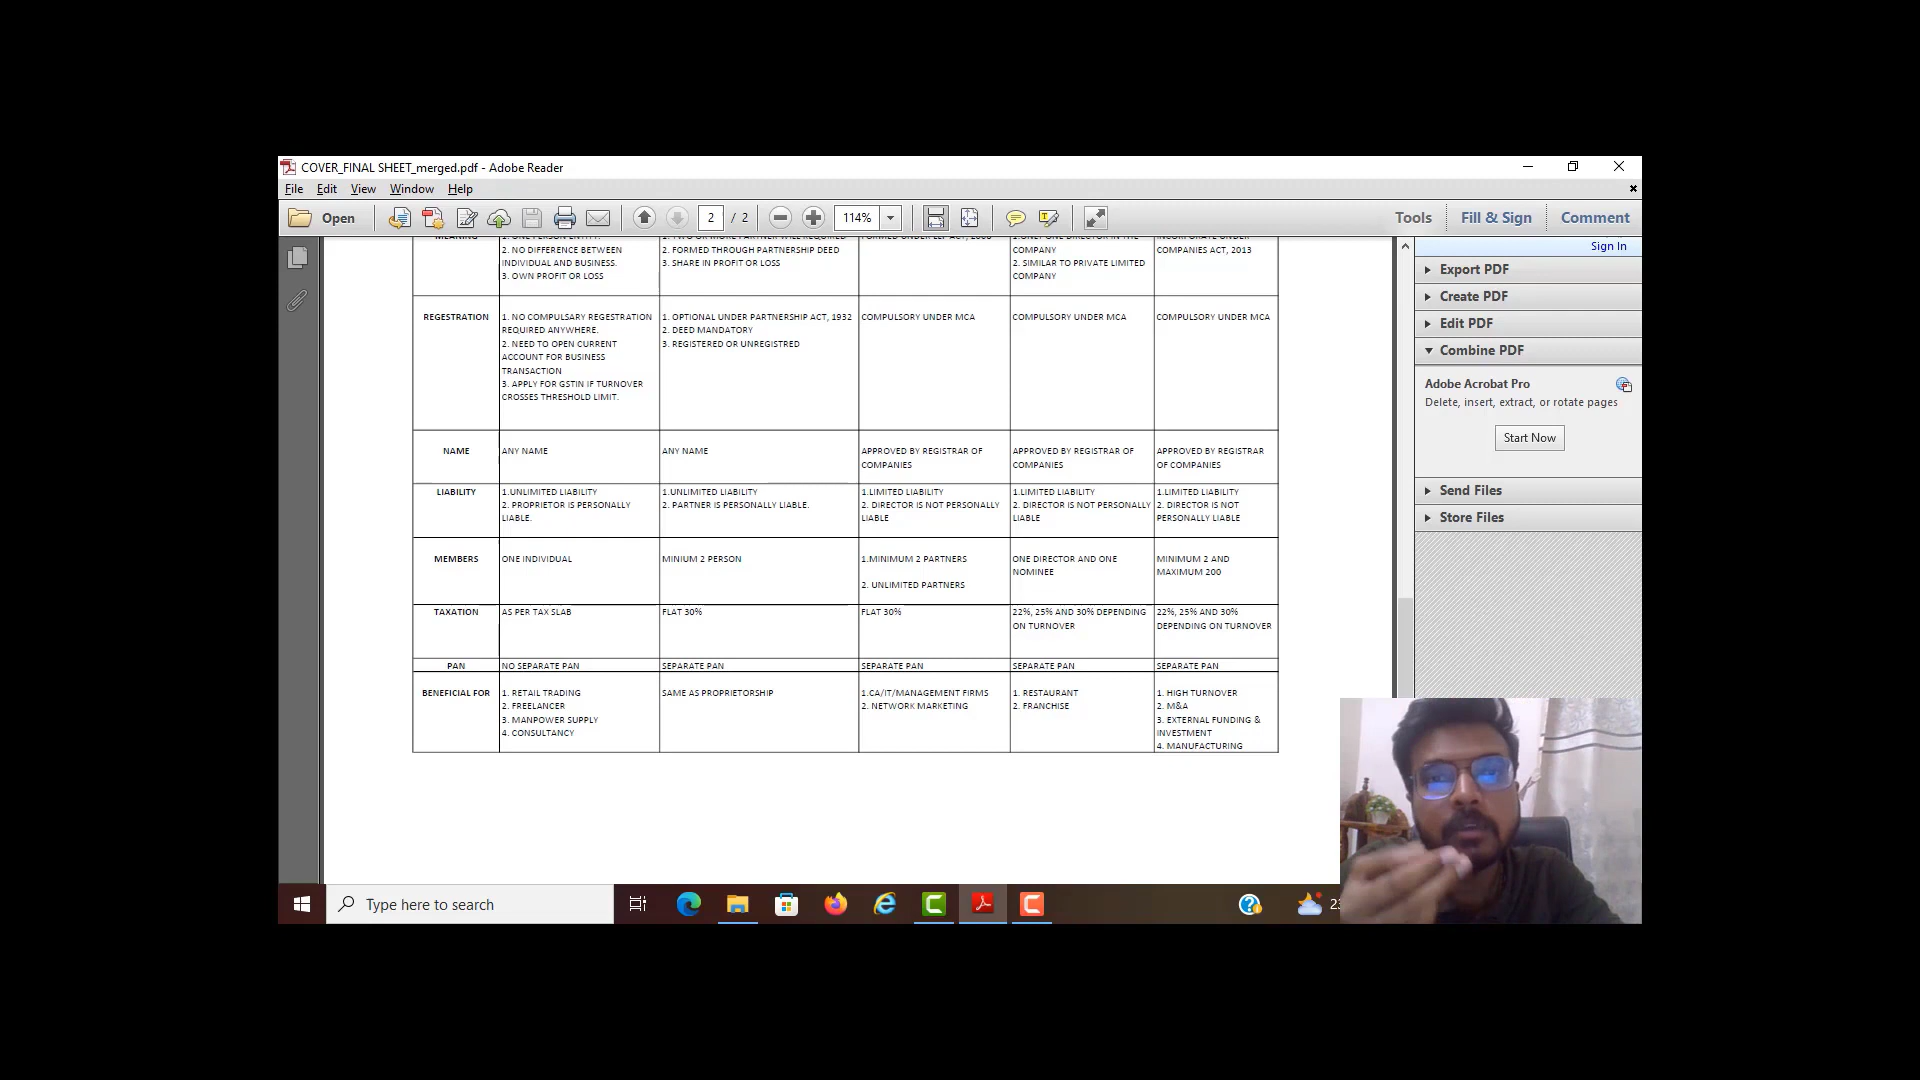 COVER_FINAL SHEET_merged.pdf - Adobe Reader
File Edit View Window Help
Open 2 / 2 114% Tools Fill & Sign Comment
Sign In
Export PDF
Create PDF
Edit PDF
Combine PDF
Adobe Acrobat Pro
Delete, insert, extract, or rotate pages
Start Now
Send Files
Store Files
2. NO DIFFERENCE BETWEEN
INDIVIDUAL AND BUSINESS.
3. OWN PROFIT OR LOSS
2. FORMED THROUGH PARTNERSHIP DEED
3. SHARE IN PROFIT OR LOSS
COMPANY
2. SIMILAR TO PRIVATE LIMITED
COMPANY
COMPANIES ACT, 2013
REGESTRATION
1. NO COMPULSARY REGESTRATION
REQUIRED ANYWHERE.
2. NEED TO OPEN CURRENT
ACCOUNT FOR BUSINESS
TRANSACTION
3. APPLY FOR GSTIN IF TURNOVER
CROSSES THRESHOLD LIMIT.
1. OPTIONAL UNDER PARTNERSHIP ACT, 1932
2. DEED MANDATORY
3. REGISTERED OR UNREGISTRED
COMPULSORY UNDER MCA
COMPULSORY UNDER MCA
COMPULSORY UNDER MCA
NAME
ANY NAME
ANY NAME
APPROVED BY REGISTRAR OF
COMPANIES
APPROVED BY REGISTRAR OF
COMPANIES
APPROVED BY REGISTRAR
OF COMPANIES
LIABILITY
1.UNLIMITED LIABILITY
2. PROPRIETOR IS PERSONALLY
LIABLE.
1.UNLIMITED LIABILITY
2. PARTNER IS PERSONALLY LIABLE.
1.LIMITED LIABILITY
2. DIRECTOR IS NOT PERSONALLY
LIABLE
1.LIMITED LIABILITY
2. DIRECTOR IS NOT PERSONALLY
LIABLE
1.LIMITED LIABILITY
2. DIRECTOR IS NOT
PERSONALLY LIABLE
MEMBERS
ONE INDIVIDUAL
MINIUM 2 PERSON
1.MINIMUM 2 PARTNERS
2. UNLIMITED PARTNERS
ONE DIRECTOR AND ONE
NOMINEE
MINIMUM 2 AND
MAXIMUM 200
TAXATION
AS PER TAX SLAB
FLAT 30%
FLAT 30%
22%, 25% AND 30% DEPENDING
ON TURNOVER
22%, 25% AND 30%
DEPENDING ON TURNOVER
PAN
NO SEPARATE PAN
SEPARATE PAN
SEPARATE PAN
SEPARATE PAN
SEPARATE PAN
BENEFICIAL FOR
1. RETAIL TRADING
2. FREELANCER
3. MANPOWER SUPPLY
4. CONSULTANCY
SAME AS PROPRIETORSHIP
1.CA/IT/MANAGEMENT FIRMS
2. NETWORK MARKETING
1. RESTAURANT
2. FRANCHISE
1. HIGH TURNOVER
2. M&A
3. EXTERNAL FUNDING &
INVESTMENT
4. MANUFACTURING
Type here to search